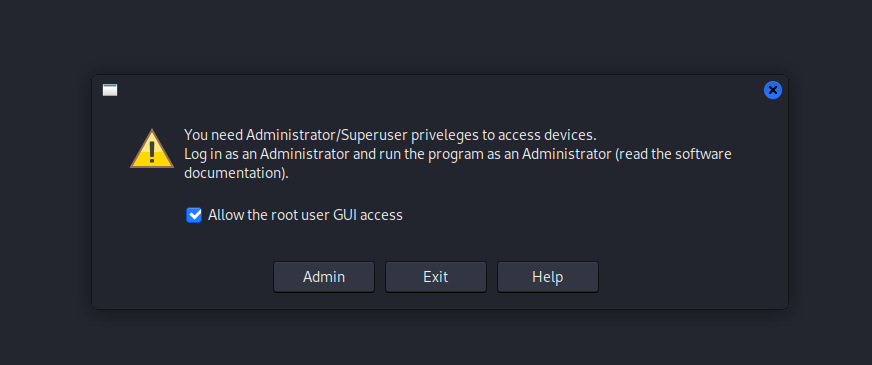 You need Administrator/Superuser priveleges to access devices.
Log in as an Administrator and run the program as an Administrator (read the software
documentation).
Allow the root user GUI access
Admin
Exit
Help